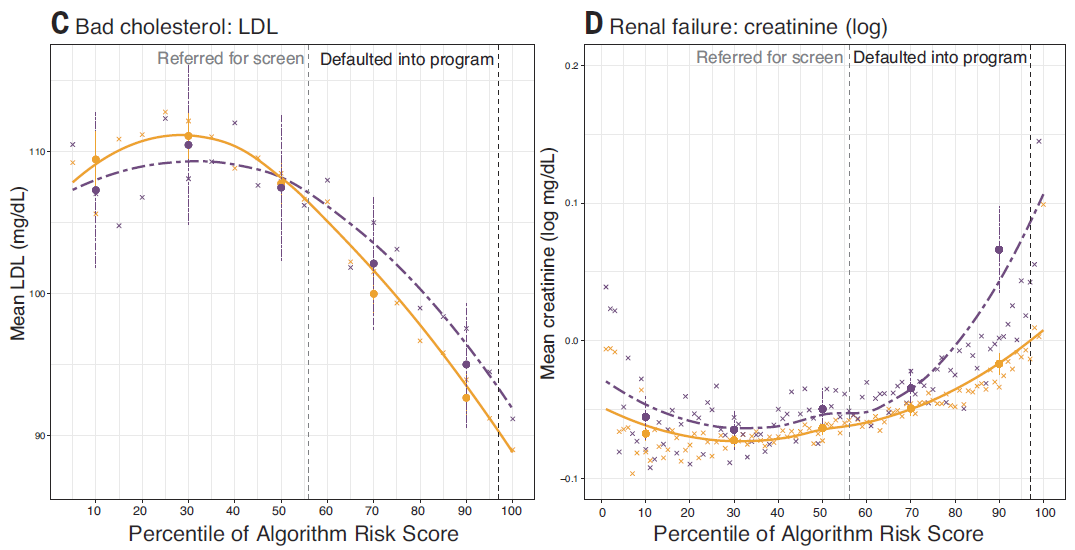 C Bad cholesterol: LDL
Referred for screen Defaulted into program
Mean LDL (mg/dL)
110
100
90
10 20 30 40 50 60 70 80 90 100
Percentile of Algorithm Risk Score
D Renal failure: creatinine (log)
Referred for screen Defaulted into program
Mean creatinine (log mg/dL)
0.2
0.1
0.0
−0.1
0 10 20 30 40 50 60 70 80 90 100
Percentile of Algorithm Risk Score